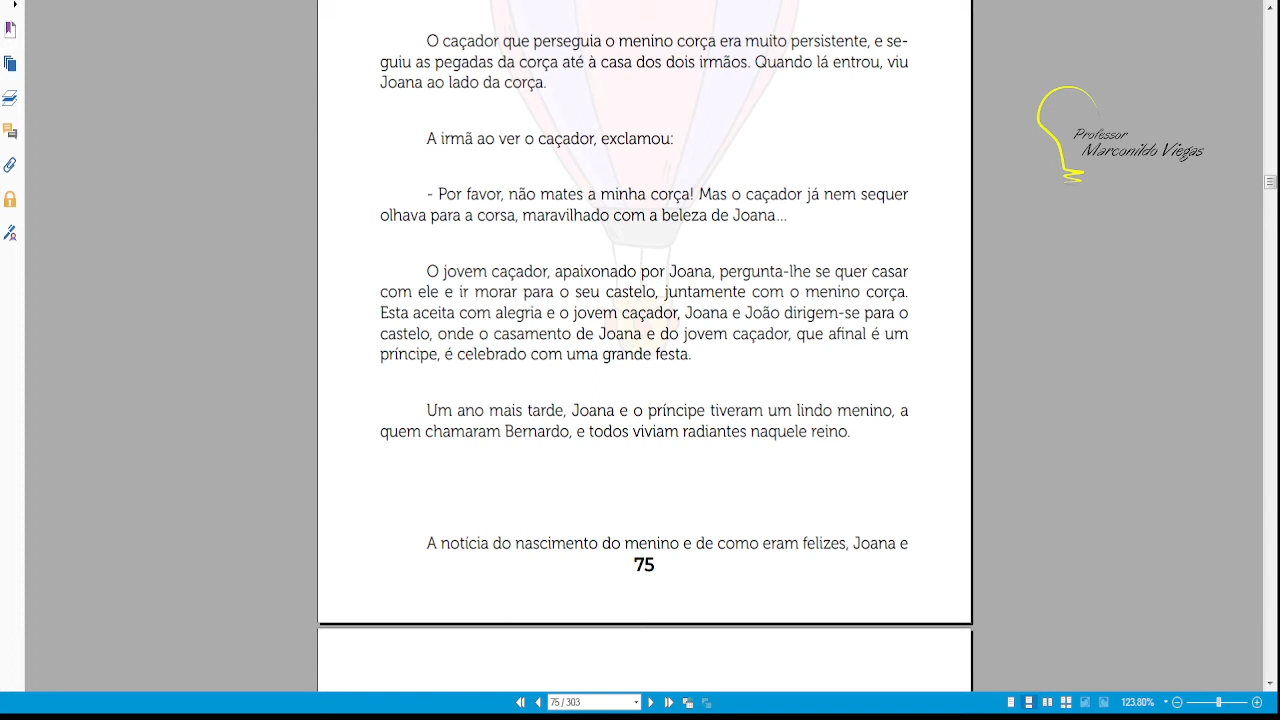 O caçador que perseguia o menino corça era muito persistente, e se-
guiu as pegadas da corça até à casa dos dois irmãos. Quando lá entrou, viu
Joana ao lado da corça.
A irmã ao ver o caçador, exclamou:
- Por favor, não mates a minha corça! Mas o caçador já nem sequer
olhava para a corsa, maravilhado com a beleza de Joana...
O jovem caçador, apaixonado por Joana, pergunta-lhe se quer casar
com ele e ir morar para o seu castelo, juntamente com o menino corça.
Esta aceita com alegria e o jovem caçador, Joana e João dirigem-se para o
castelo, onde o casamento de Joana e do jovem caçador, que afinal é um
príncipe, é celebrado com uma grande festa.
Um ano mais tarde, Joana e o príncipe tiveram um lindo menino, a
quem chamaram Bernardo, e todos viviam radiantes naquele reino.
A notícia do nascimento do menino e de como eram felizes, Joana e
75
Professor
Marconildo Viegas
75 / 303
123.80%